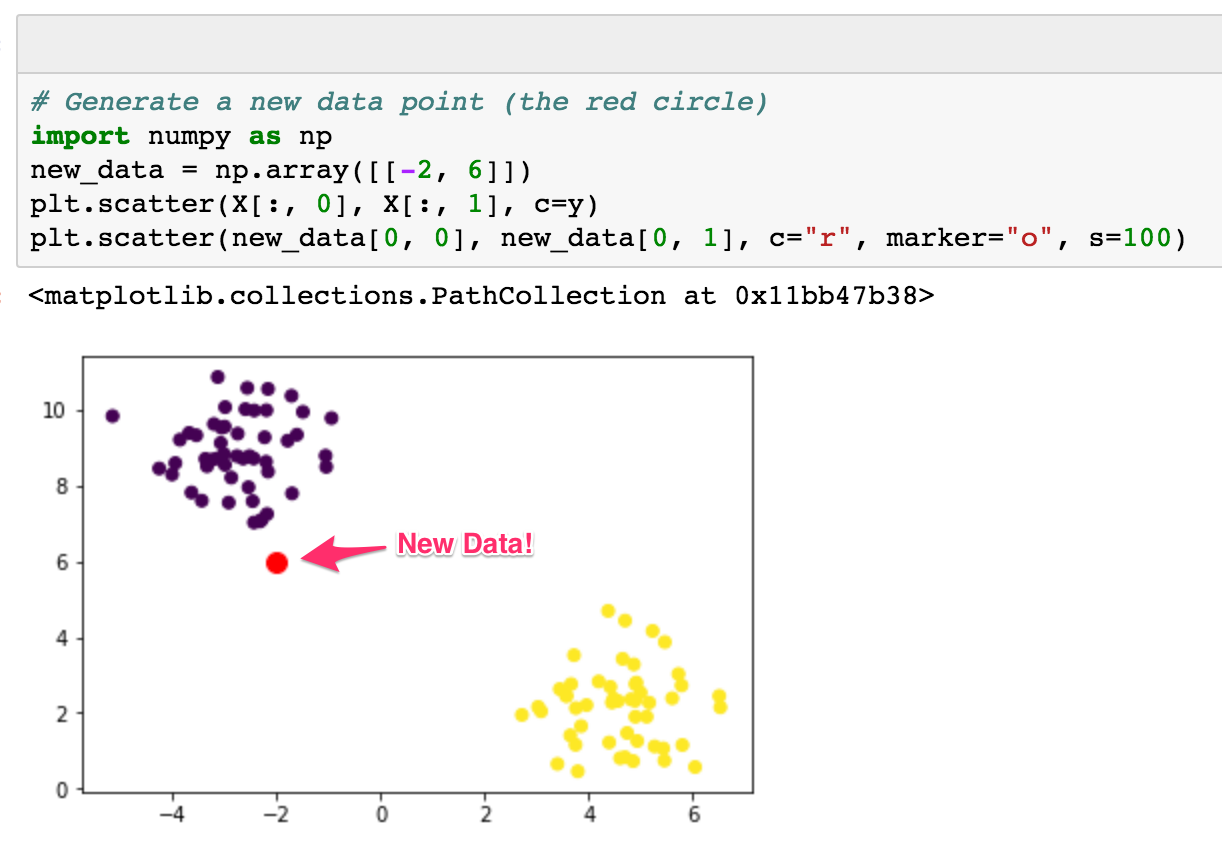 # Generate a new data point (the red circle)
import numpy as np
new_data = np.array([[-2, 6]])
plt.scatter(X[:, 0], X[:, 1], c=y)
plt.scatter(new_data[0, 0], new_data[0, 1], c="r", marker="o", s=100)
<matplotlib.collections.PathCollection at 0x11bb47b38>
10
8
New Data!
6
4
2
0
−4 −2 0 2 4 6